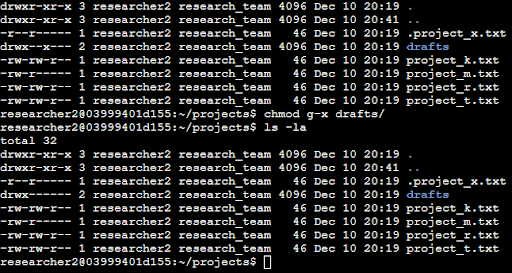 drwxr-xr-x 3 researcher2 research_team 4096 Dec 10 20:19 .
drwxr-xr-x 3 researcher2 research_team 4096 Dec 10 20:41 ..
-r--r----- 1 researcher2 research_team   46 Dec 10 20:19 .project_x.txt
drwx--x--- 2 researcher2 research_team 4096 Dec 10 20:19 drafts
-rw-rw-r-- 1 researcher2 research_team   46 Dec 10 20:19 project_k.txt
-rw-r----- 1 researcher2 research_team   46 Dec 10 20:19 project_m.txt
-rw-rw-r-- 1 researcher2 research_team   46 Dec 10 20:19 project_r.txt
-rw-rw-r-- 1 researcher2 research_team   46 Dec 10 20:19 project_t.txt
researcher2@03999401d155:~/projects$ chmod g-x drafts/
researcher2@03999401d155:~/projects$ ls -la
total 32
drwxr-xr-x 3 researcher2 research_team 4096 Dec 10 20:19 .
drwxr-xr-x 3 researcher2 research_team 4096 Dec 10 20:41 ..
-r--r----- 1 researcher2 research_team   46 Dec 10 20:19 .project_x.txt
drwx------ 2 researcher2 research_team 4096 Dec 10 20:19 drafts
-rw-rw-r-- 1 researcher2 research_team   46 Dec 10 20:19 project_k.txt
-rw-r----- 1 researcher2 research_team   46 Dec 10 20:19 project_m.txt
-rw-rw-r-- 1 researcher2 research_team   46 Dec 10 20:19 project_r.txt
-rw-rw-r-- 1 researcher2 research_team   46 Dec 10 20:19 project_t.txt
researcher2@03999401d155:~/projects$